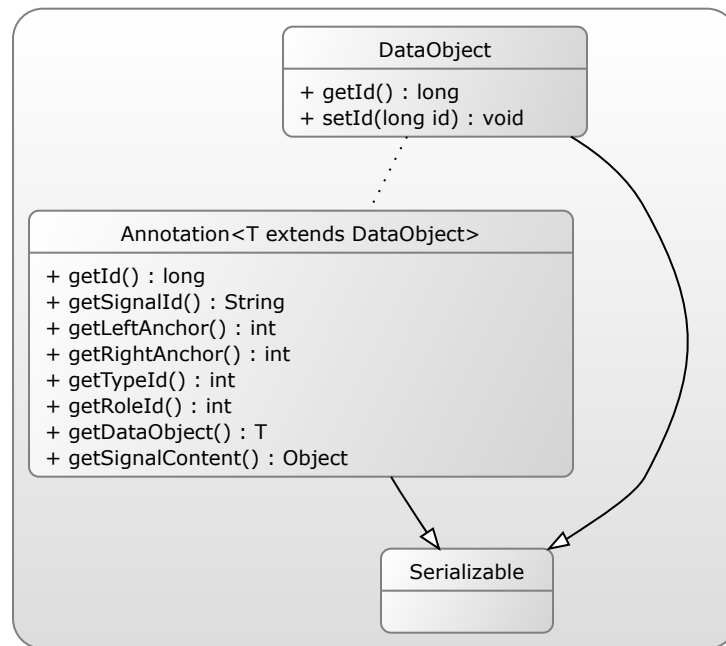 DataObject
+ getId() : long
+ setId(long id) : void
Annotation<T extends DataObject>
+ getId() : long
+ getSignalId() : String
+ getLeftAnchor() : int
+ getRightAnchor() : int
+ getTypeId() : int
+ getRoleId() : int
+ getDataObject() : T
+ getSignalContent() : Object
Serializable